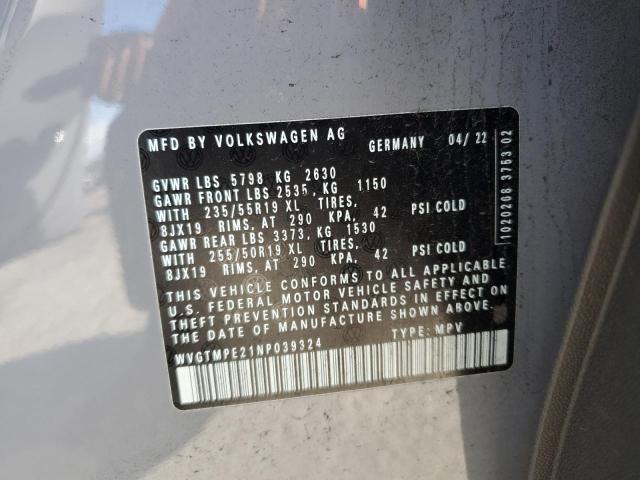 MFD BY VOLKSWAGEN AG GERMANY 04/ 22
GVWR LBS 5798 KG 2630
GAWR FRONT LBS 2535, KG 1150
WITH 235/55R19 XL TIRES,
8JX19 RIMS, AT 290 KPA, 42 PSI COLD
GAWR REAR LBS 3373, KG 1530
WITH 255/50R19 XL TIRES,
8JX19 RIMS, AT 290 KPA, 42 PSI COLD
THIS VEHICLE CONFORMS TO ALL APPLICABLE
U.S. FEDERAL MOTOR VEHICLE SAFETY AND
THEFT PREVENTION STANDARDS IN EFFECT ON
THE DATE OF MANUFACTURE SHOWN ABOVE.
WVGTMPE21NP039324 TYPE: MPV
1020268 3753 02